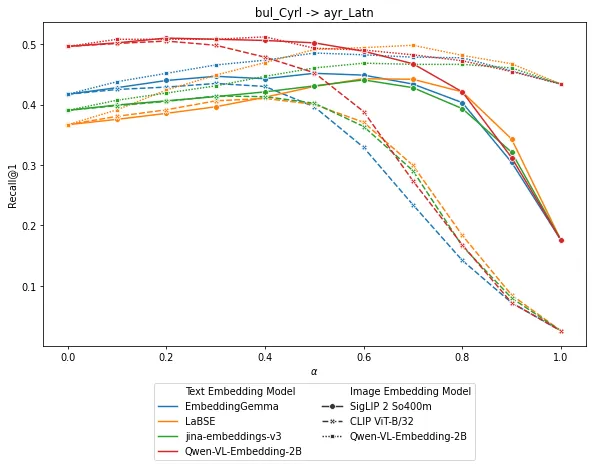 bul_Cyrl -> ayr_Latn
Recall@1
0.5
0.4
0.3
0.2
0.1
0.0 0.2 0.4 0.6 0.8 1.0
α
Text Embedding Model Image Embedding Model
EmbeddingGemma SigLIP 2 So400m
LaBSE CLIP ViT-B/32
jina-embeddings-v3 Qwen-VL-Embedding-2B
Qwen-VL-Embedding-2B